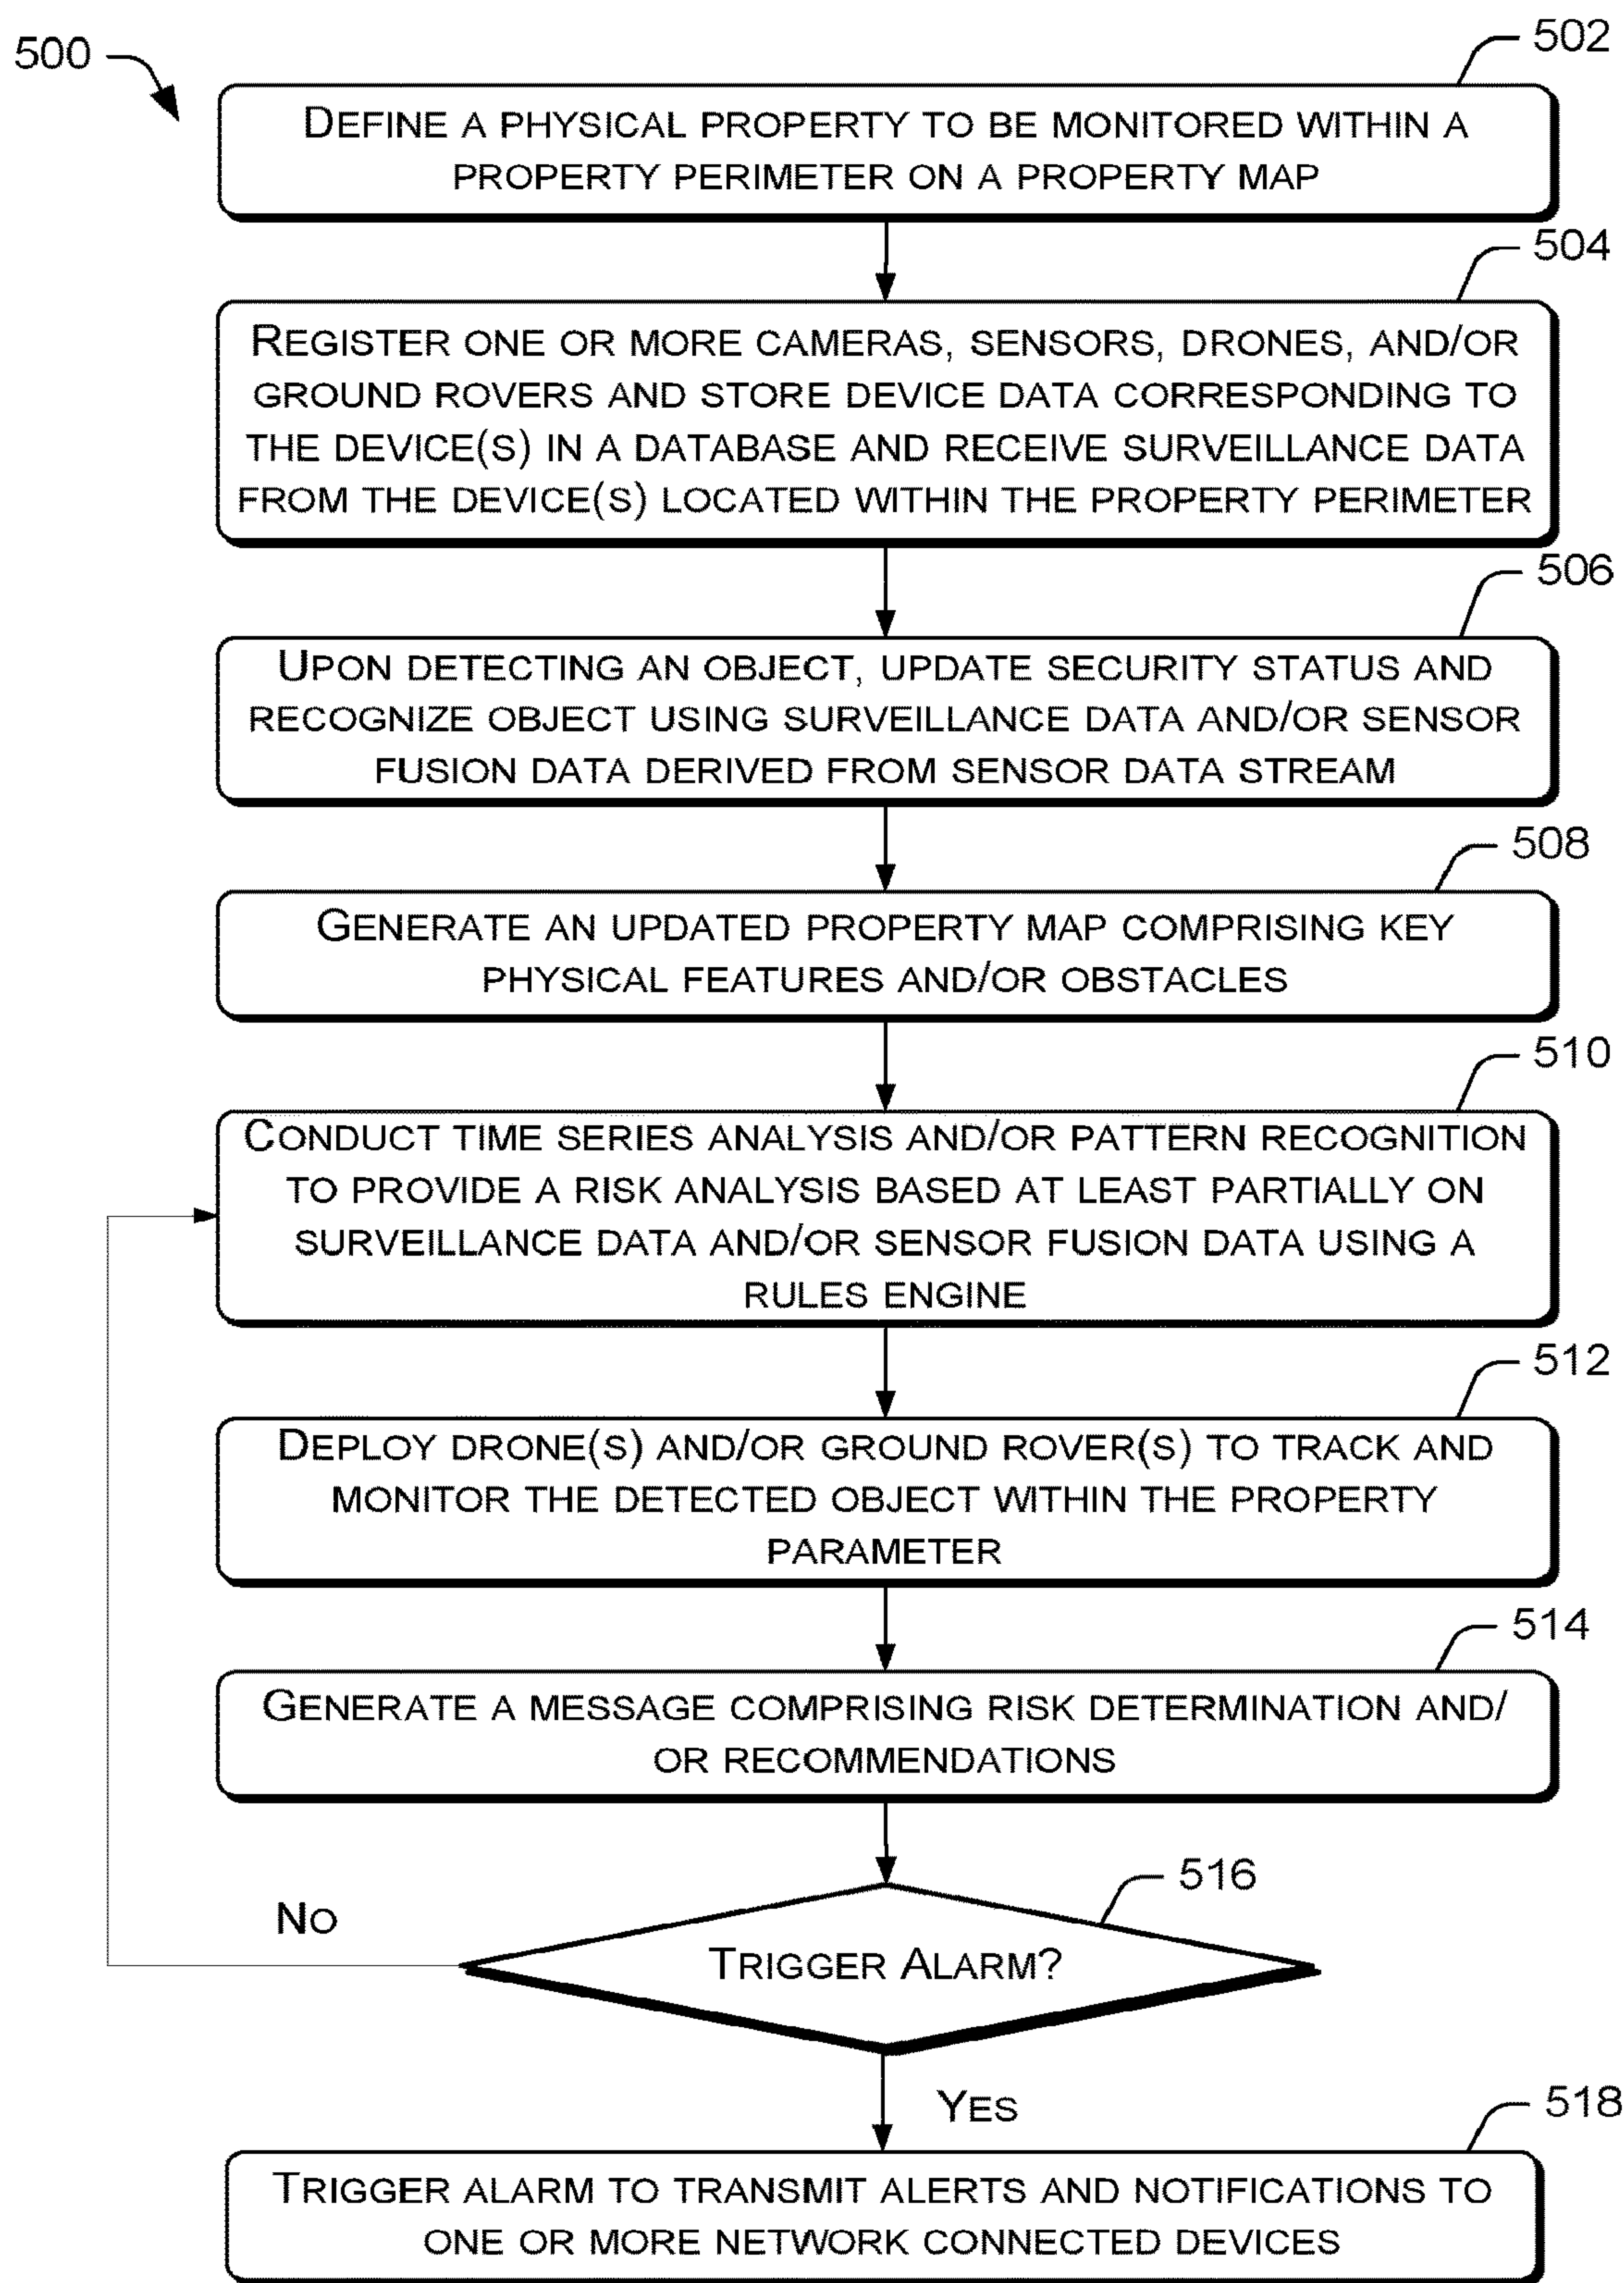 500
502
DEFINE A PHYSICAL PROPERTY TO BE MONITORED WITHIN A
PROPERTY PERIMETER ON A PROPERTY MAP
504
REGISTER ONE OR MORE CAMERAS, SENSORS, DRONES, AND/OR
GROUND ROVERS AND STORE DEVICE DATA CORRESPONDING TO
THE DEVICE(S) IN A DATABASE AND RECEIVE SURVEILLANCE DATA
FROM THE DEVICE(S) LOCATED WITHIN THE PROPERTY PERIMETER
506
UPON DETECTING AN OBJECT, UPDATE SECURITY STATUS AND
RECOGNIZE OBJECT USING SURVEILLANCE DATA AND/OR SENSOR
FUSION DATA DERIVED FROM SENSOR DATA STREAM
508
GENERATE AN UPDATED PROPERTY MAP COMPRISING KEY
PHYSICAL FEATURES AND/OR OBSTACLES
510
CONDUCT TIME SERIES ANALYSIS AND/OR PATTERN RECOGNITION
TO PROVIDE A RISK ANALYSIS BASED AT LEAST PARTIALLY ON
SURVEILLANCE DATA AND/OR SENSOR FUSION DATA USING A
RULES ENGINE
512
DEPLOY DRONE(S) AND/OR GROUND ROVER(S) TO TRACK AND
MONITOR THE DETECTED OBJECT WITHIN THE PROPERTY
PARAMETER
514
GENERATE A MESSAGE COMPRISING RISK DETERMINATION AND/
OR RECOMMENDATIONS
516
NO
TRIGGER ALARM?
YES
518
TRIGGER ALARM TO TRANSMIT ALERTS AND NOTIFICATIONS TO
ONE OR MORE NETWORK CONNECTED DEVICES